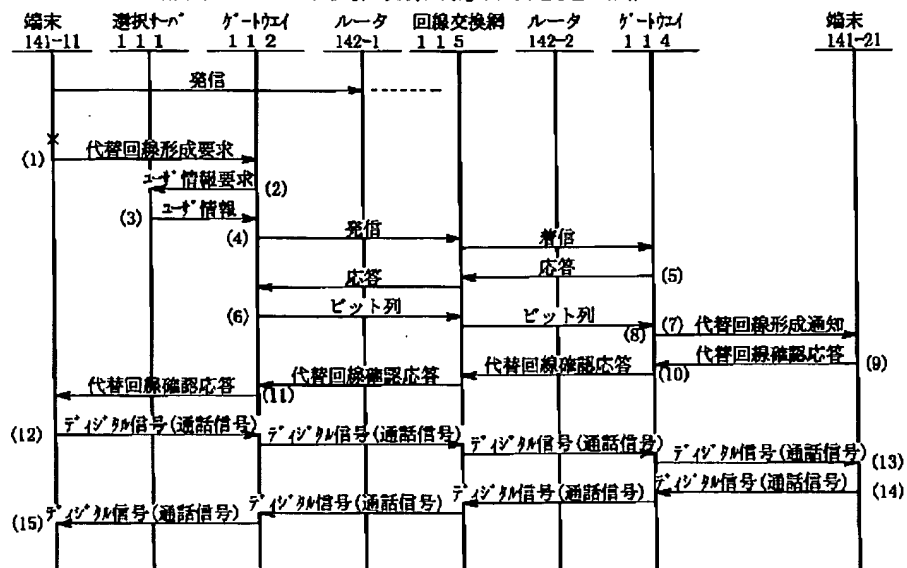 端末 選択ｻｰﾊﾞ ｹﾞｰﾄｳｴｲ ルータ 回線交換網 ルータ ｹﾞｰﾄｳｴｲ 端末
141-11 111 112 142-1 115 142-2 114 141-21
発信
(1) 代替回線形成要求
ﾕｰｻﾞ情報要求 (2)
(3) ﾕｰｻﾞ情報
(4) 発信 着信
応答 応答 (5)
(6) ビット列 ビット列 (8) (7) 代替回線形成通知
代替回線確認応答 (9)
代替回線確認応答 代替回線確認応答 代替回線確認応答 (10)
(11)
(12) ﾃﾞｨｼﾞﾀﾙ信号(通話信号) ﾃﾞｨｼﾞﾀﾙ信号(通話信号) ﾃﾞｨｼﾞﾀﾙ信号(通話信号) ﾃﾞｨｼﾞﾀﾙ信号(通話信号) (13)
(15) ﾃﾞｨｼﾞﾀﾙ信号(通話信号) ﾃﾞｨｼﾞﾀﾙ信号(通話信号) ﾃﾞｨｼﾞﾀﾙ信号(通話信号) ﾃﾞｨｼﾞﾀﾙ信号(通話信号) (14)